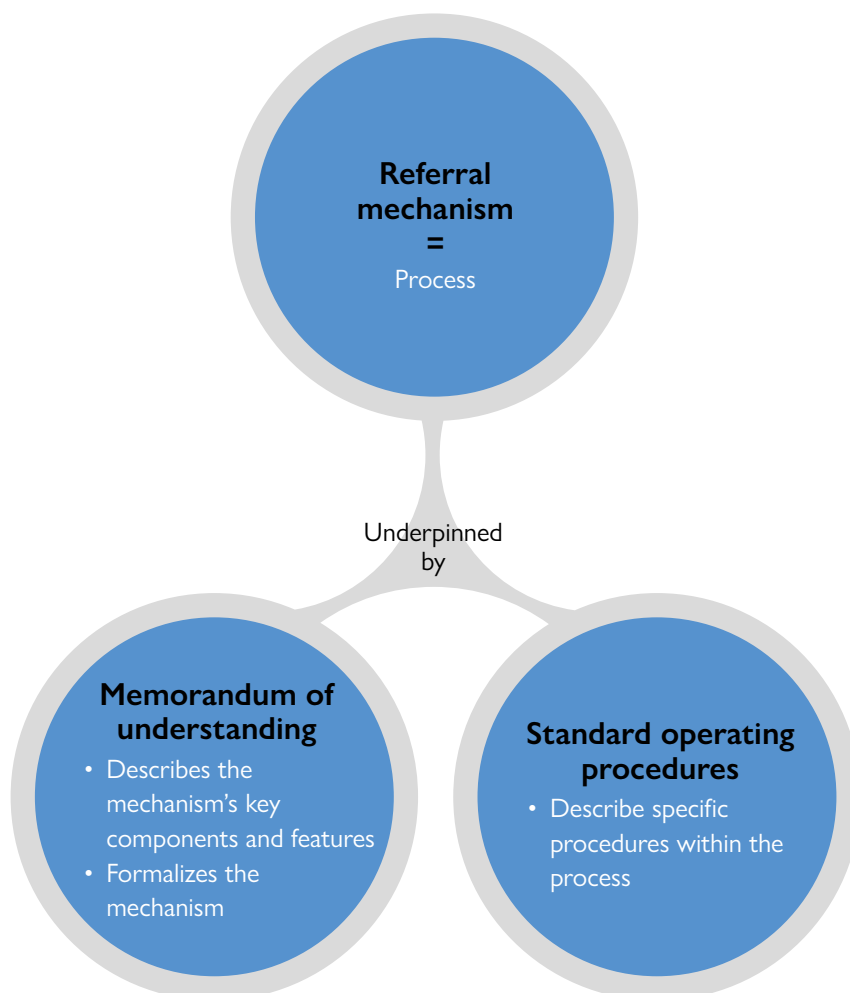 Referral
mechanism
=
Process
Underpinned
by
Memorandum of
understanding
• Describes the
mechanism’s key
components and features
• Formalizes the
mechanism
Standard operating
procedures
• Describe specific
procedures within the
process